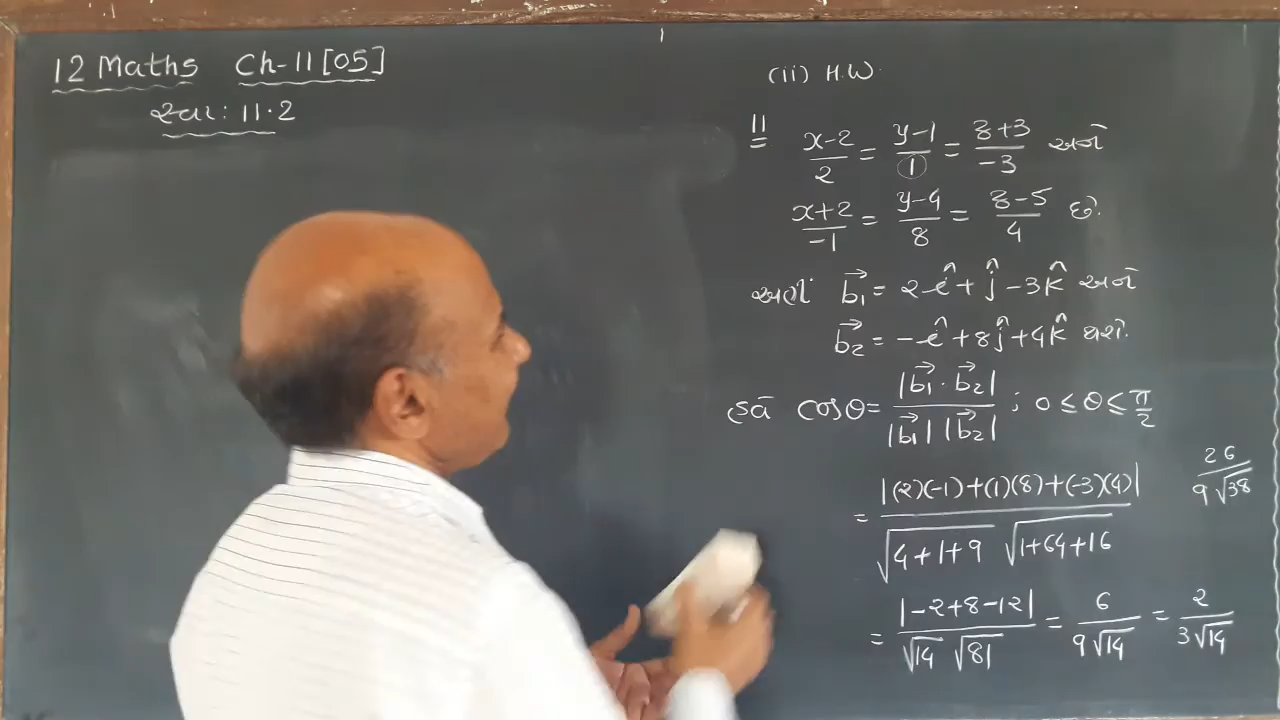 12 Maths Ch-11[05]
સ્વા: 11.2
(ii) H.W.
11 x-2/2 = y-1/1 = z+3/-3 અને
x+2/-1 = y-4/8 = z-5/4 છે.
અહીં b₁⃗ = 2î + ĵ - 3k̂ અને
b₂⃗ = -î + 8ĵ + 4k̂ થશે.
હવે cosθ = |b₁⃗ · b₂⃗| / |b₁⃗| |b₂⃗| ; 0 ≤ θ ≤ π/2
= |(2)(-1)+(1)(8)+(-3)(4)| / √(4+1+9) √(1+64+16)
26 / 9√38
= |-2+8-12| / √14 √81 = 6 / 9√14 = 2 / 3√14